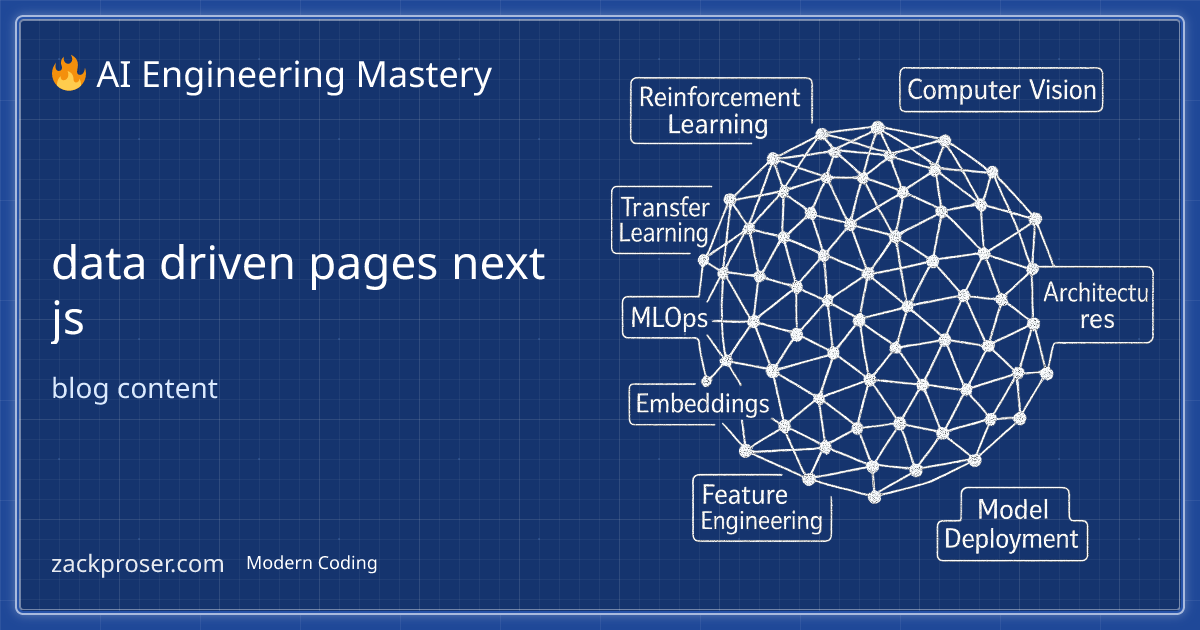 🔥 AI Engineering Mastery
data driven pages next
js
blog content
zackproser.com Modern Coding
Reinforcement
Learning
Computer Vision
Transfer
Learning
MLOps
Architectu
res
Embeddings
Feature
Engineering
Model
Deployment